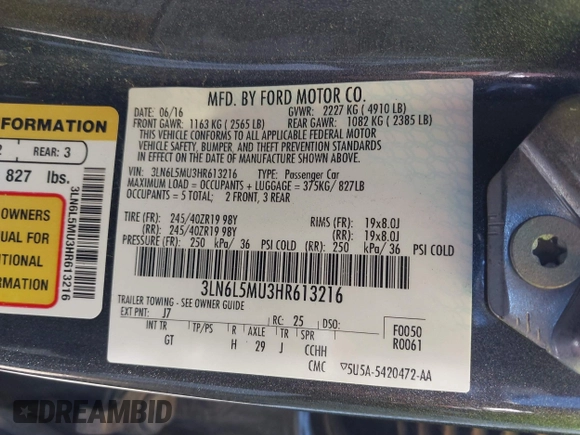 MFD. BY FORD MOTOR CO.
DATE: 06/16 GVWR: 2227 KG ( 4910 LB)
FRONT GAWR: 1163 KG ( 2565 LB) REAR GAWR: 1082 KG ( 2385 LB)
THIS VEHICLE CONFORMS TO ALL APPLICABLE FEDERAL MOTOR
VEHICLE SAFETY, BUMPER, AND THEFT PREVENTION STANDARDS
IN EFFECT ON THE DATE OF MANUFACTURE SHOWN ABOVE.
VIN: 3LN6L5MU3HR613216 TYPE: Passenger Car
MAXIMUM LOAD = OCCUPANTS + LUGGAGE = 375KG/ 827LB
OCCUPANTS = 5 TOTAL; 2 FRONT, 3 REAR
TIRE (FR): 245/40ZR19 98Y RIMS (FR): 19x8.0J
(RR): 245/40ZR19 98Y (RR): 19x8.0J
PRESSURE (FR): 250 kPa/ 36 PSI COLD (RR): 250 kPa/36 PSI COLD
3LN6L5MU3HR613216
TRAILER TOWING - SEE OWNER GUIDE
EXT PNT: J7 RC: 25 DSO:
INT TR TP/PS R AXLE TR SPR
GT H 29 J CCHH
F0050
R0061
CMC 5U5A-5420472-AA
FORMATION
2 REAR: 3
827 lbs.
OWNERS
UAL FOR
ITIONAL
RMATION
3LN6L5MU3HR613216
DREAMBID